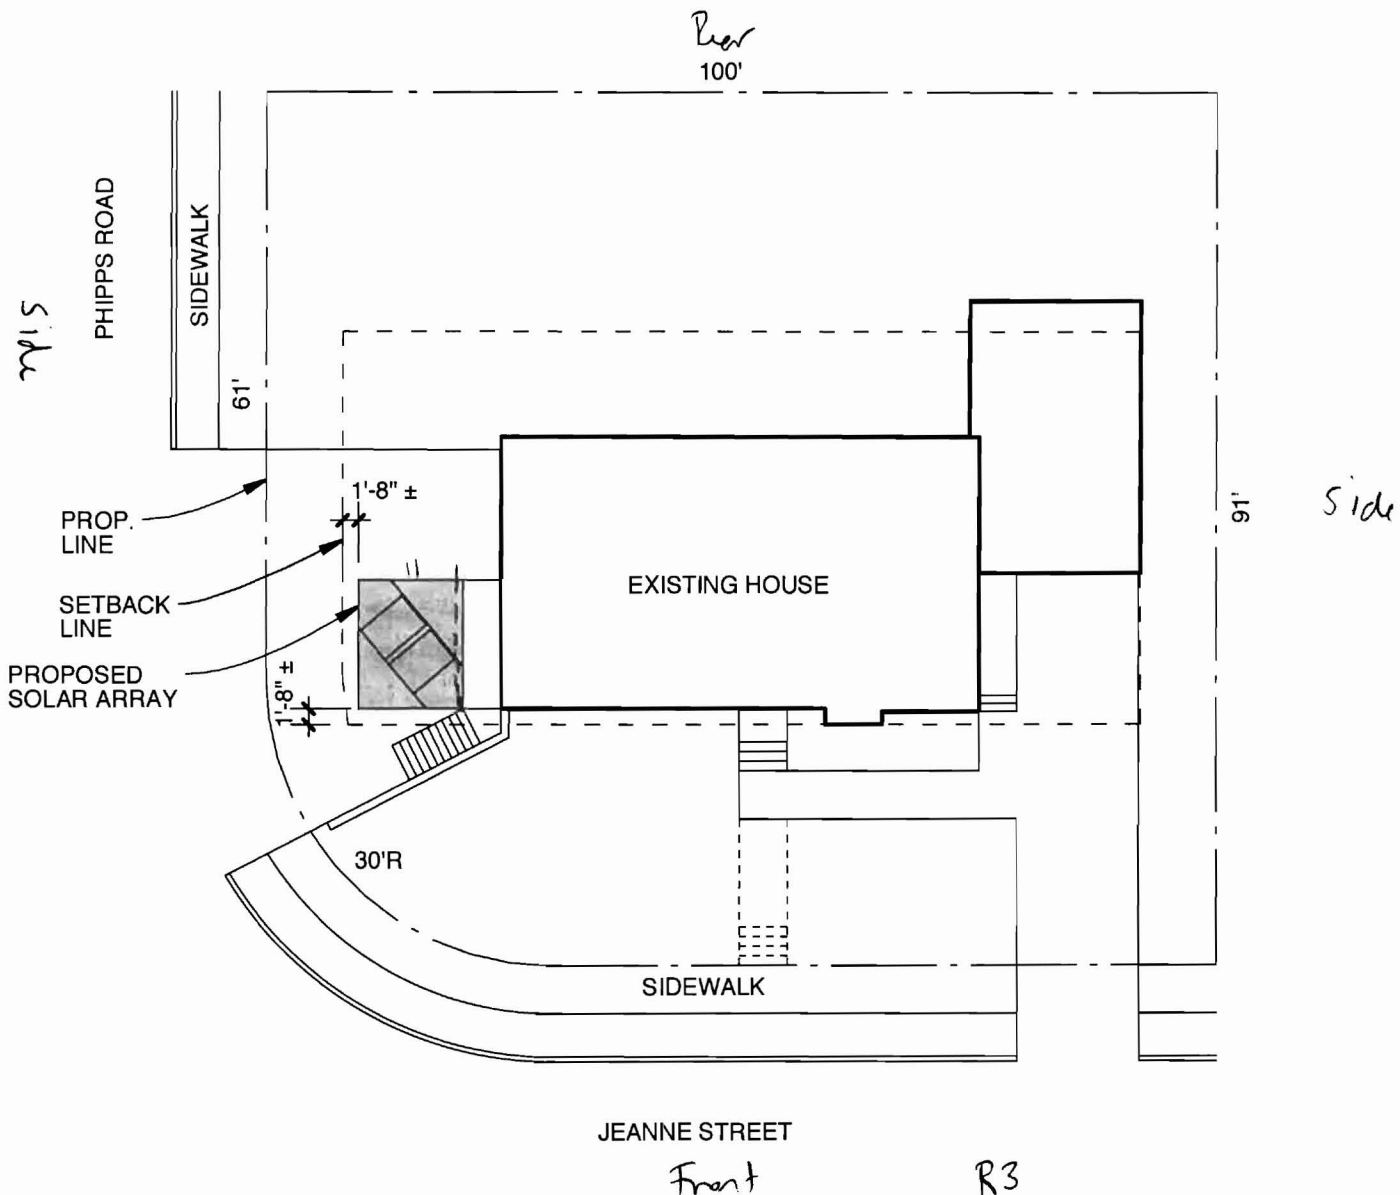 Rear
100'
PHIPPS ROAD
SIDEWALK
Side
61'
1'-8" ±
PROP.
LINE
91'
Side
EXISTING HOUSE
SETBACK
LINE
PROPOSED
SOLAR ARRAY
1'-8" ±
30'R
SIDEWALK
JEANNE STREET
Front
R3